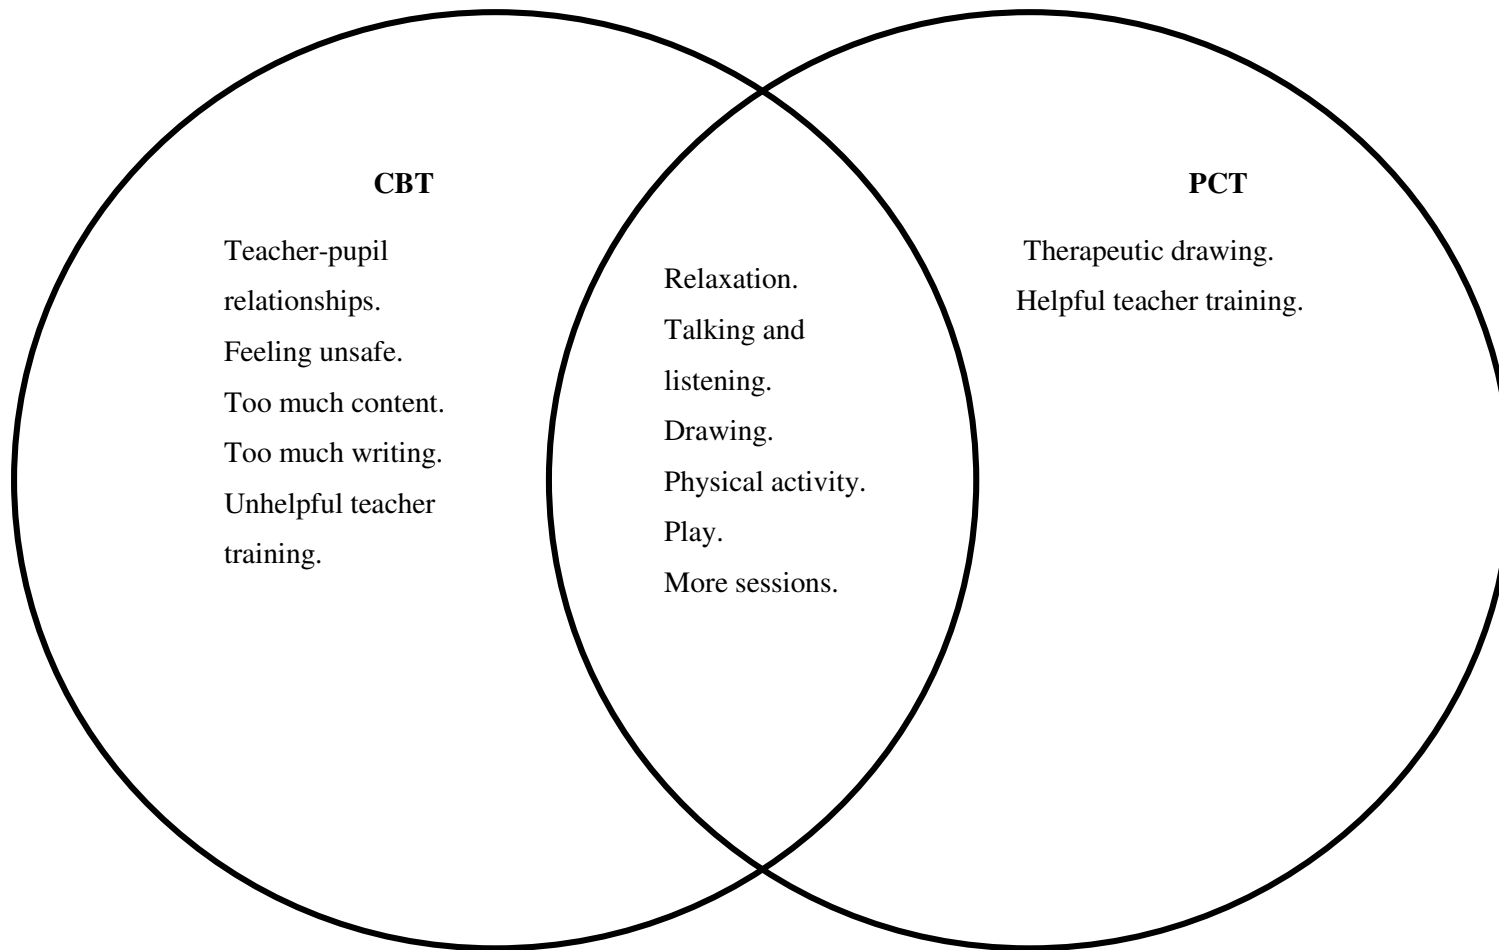 CBT
Teacher-pupil
relationships.
Feeling unsafe.
Too much content.
Too much writing.
Unhelpful teacher
training.
Relaxation.
Talking and
listening.
Drawing.
Physical activity.
Play.
More sessions.
PCT
Therapeutic drawing.
Helpful teacher training.